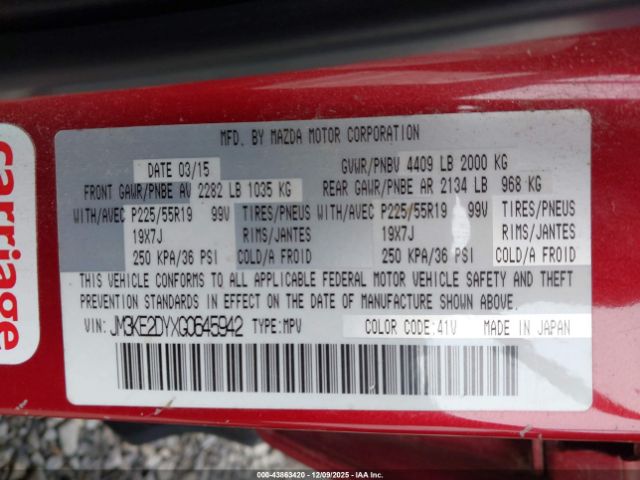 MFD. BY MAZDA MOTOR CORPORATION
DATE 03/15 GVWR/PNBV 4409 LB 2000 KG
FRONT GAWR/PNBE AV 2282 LB 1035 KG REAR GAWR/PNBE AR 2134 LB 968 KG
WITH/AVEC P225/55R19 99V TIRES/PNEUS WITH/AVEC P225/55R19 99V TIRES/PNEUS
19X7J RIMS/JANTES 19X7J RIMS/JANTES
250 KPA/36 PSI COLD/A FROID 250 KPA/36 PSI COLD/A FROID
THIS VEHICLE CONFORMS TO ALL APPLICABLE FEDERAL MOTOR VEHICLE SAFETY AND THEFT
PREVENTION STANDARDS IN EFFECT ON THE DATE OF MANUFACTURE SHOWN ABOVE.
VIN: JM3KE2DYXG0645942 TYPE:MPV COLOR CODE:41V MADE IN JAPAN
carriage
000-43863420 - 12/09/2025 - IAAI.com